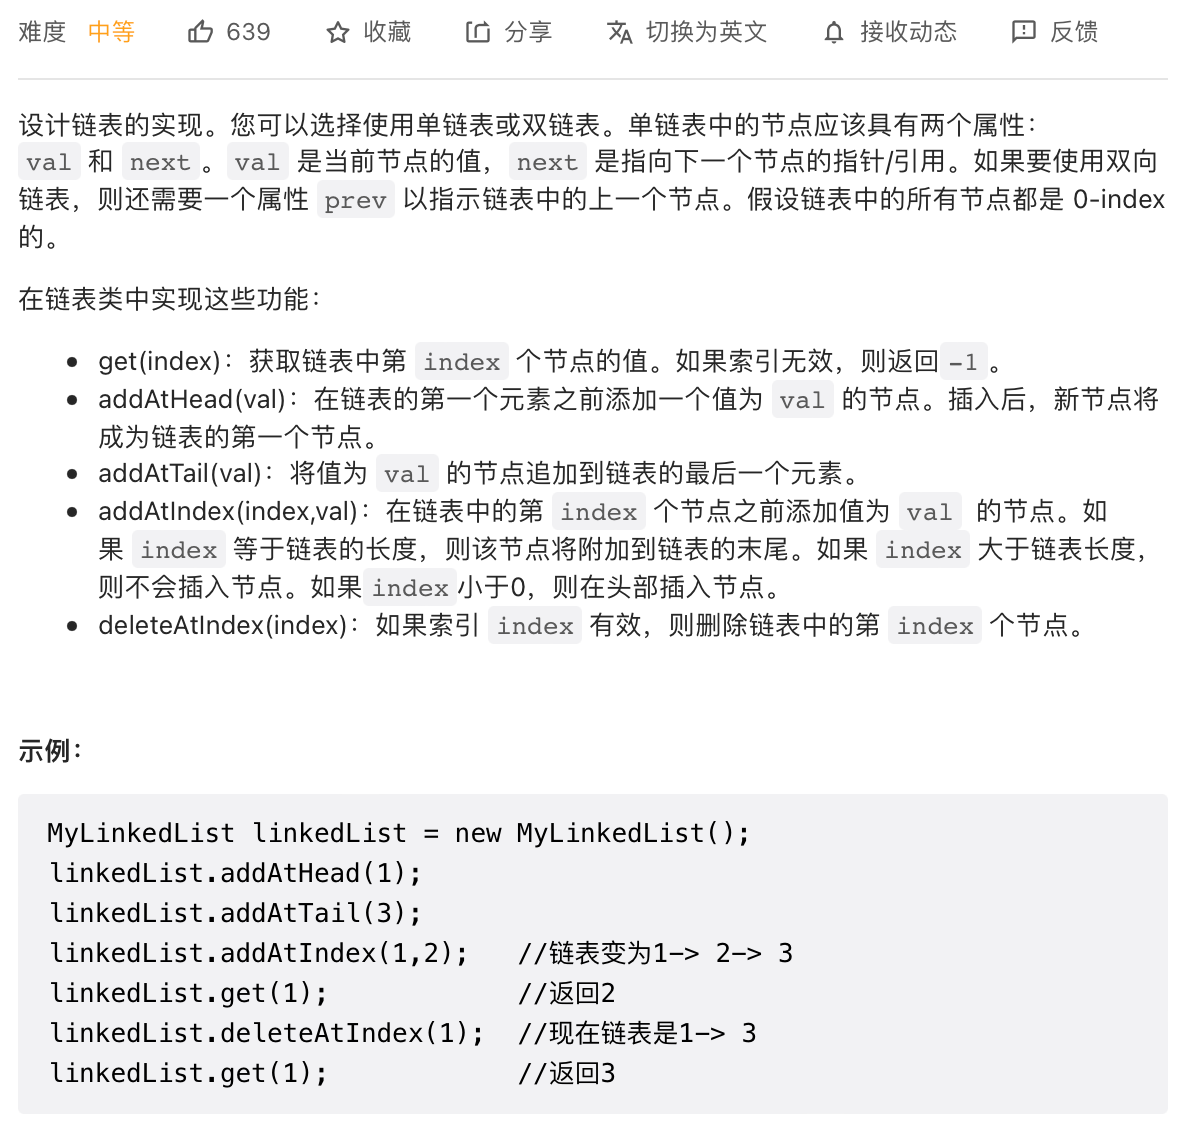 难度 中等 639 收藏 分享 切换为英文 接收动态 反馈
设计链表的实现。您可以选择使用单链表或双链表。单链表中的节点应该具有两个属性：
val 和 next 。val 是当前节点的值，next 是指向下一个节点的指针/引用。如果要使用双向
链表，则还需要一个属性 prev 以指示链表中的上一个节点。假设链表中的所有节点都是 0-index
的。
在链表类中实现这些功能：
• get(index)：获取链表中第 index 个节点的值。如果索引无效，则返回-1。
• addAtHead(val)：在链表的第一个元素之前添加一个值为 val 的节点。插入后，新节点将
成为链表的第一个节点。
• addAtTail(val)：将值为 val 的节点追加到链表的最后一个元素。
• addAtIndex(index,val)：在链表中的第 index 个节点之前添加值为 val 的节点。如
果 index 等于链表的长度，则该节点将附加到链表的末尾。如果 index 大于链表长度，
则不会插入节点。如果index小于0，则在头部插入节点。
• deleteAtIndex(index)：如果索引 index 有效，则删除链表中的第 index 个节点。
示例：
MyLinkedList linkedList = new MyLinkedList();
linkedList.addAtHead(1);
linkedList.addAtTail(3);
linkedList.addAtIndex(1,2);   //链表变为1-> 2-> 3
linkedList.get(1);            //返回2
linkedList.deleteAtIndex(1);  //现在链表是1-> 3
linkedList.get(1);            //返回3